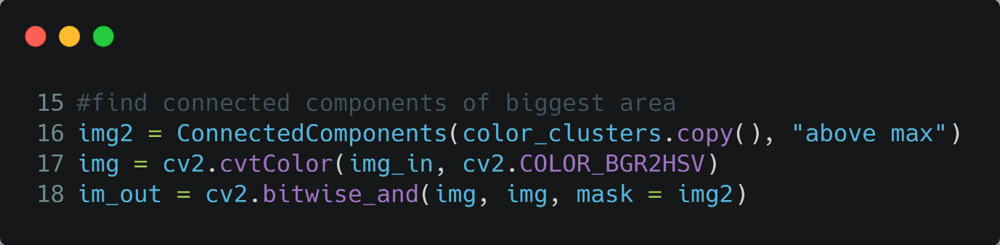 15 #find connected components of biggest area
16 img2 = ConnectedComponents(color_clusters.copy(), "above max")
17 img = cv2.cvtColor(img_in, cv2.COLOR_BGR2HSV)
18 im_out = cv2.bitwise_and(img, img, mask = img2)